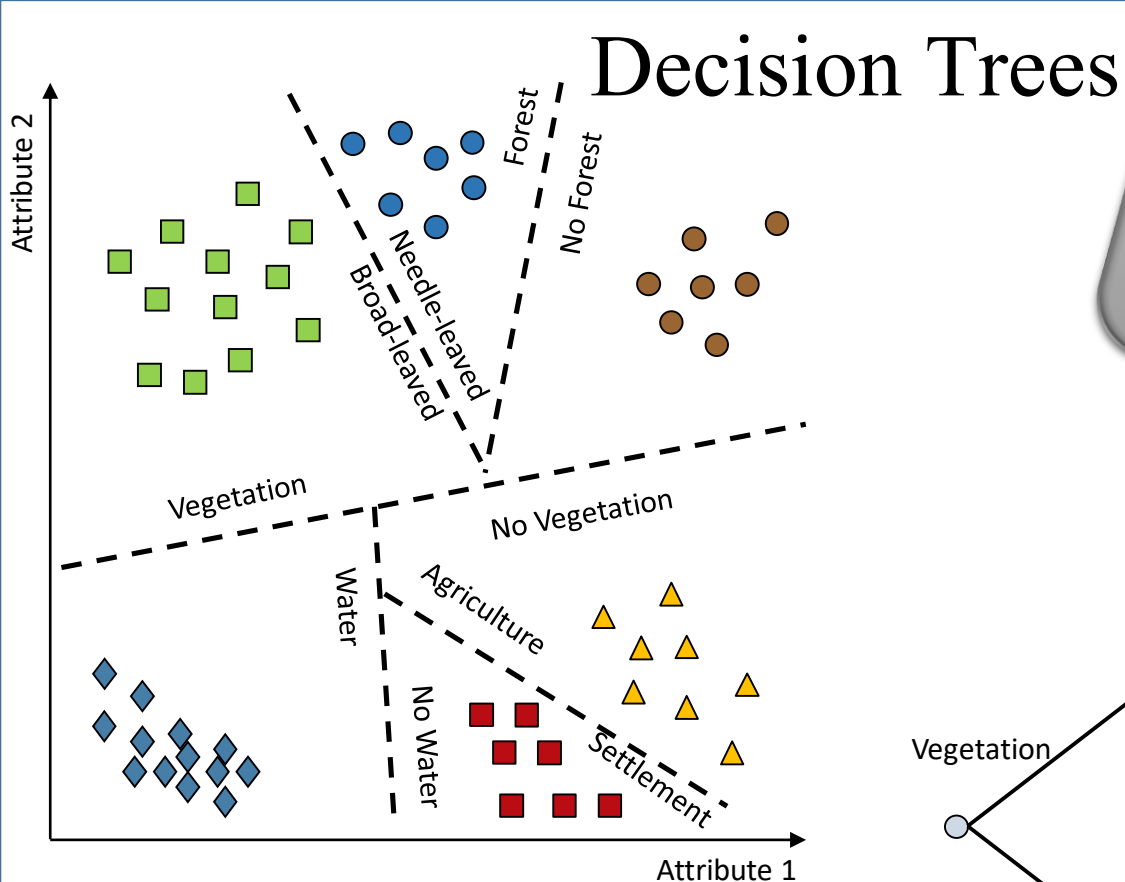 Decision Trees
Attribute 2
Forest
No Forest
Needle-leaved
Broad-leaved
Vegetation
No Vegetation
Water
No Water
Agriculture
Settlement
Vegetation
Attribute 1